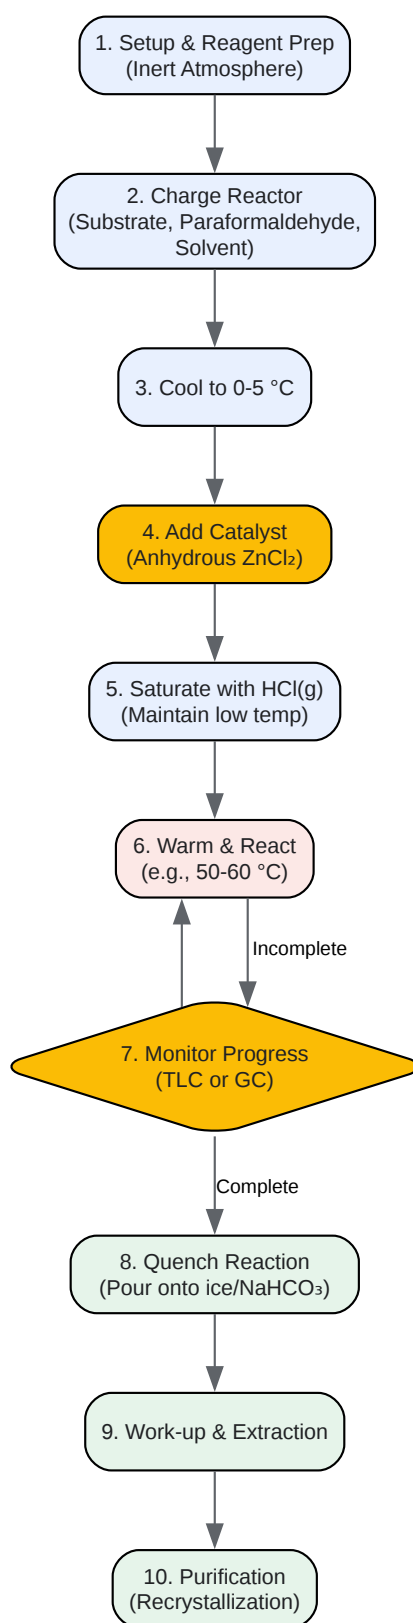 1. Setup & Reagent Prep
(Inert Atmosphere)
2. Charge Reactor
(Substrate, Paraformaldehyde,
Solvent)
3. Cool to 0-5 °C
4. Add Catalyst
(Anhydrous ZnCl₂)
5. Saturate with HCl(g)
(Maintain low temp)
6. Warm & React
(e.g., 50-60 °C)
Incomplete
7. Monitor Progress
(TLC or GC)
Complete
8. Quench Reaction
(Pour onto ice/NaHCO₃)
9. Work-up & Extraction
10. Purification
(Recrystallization)